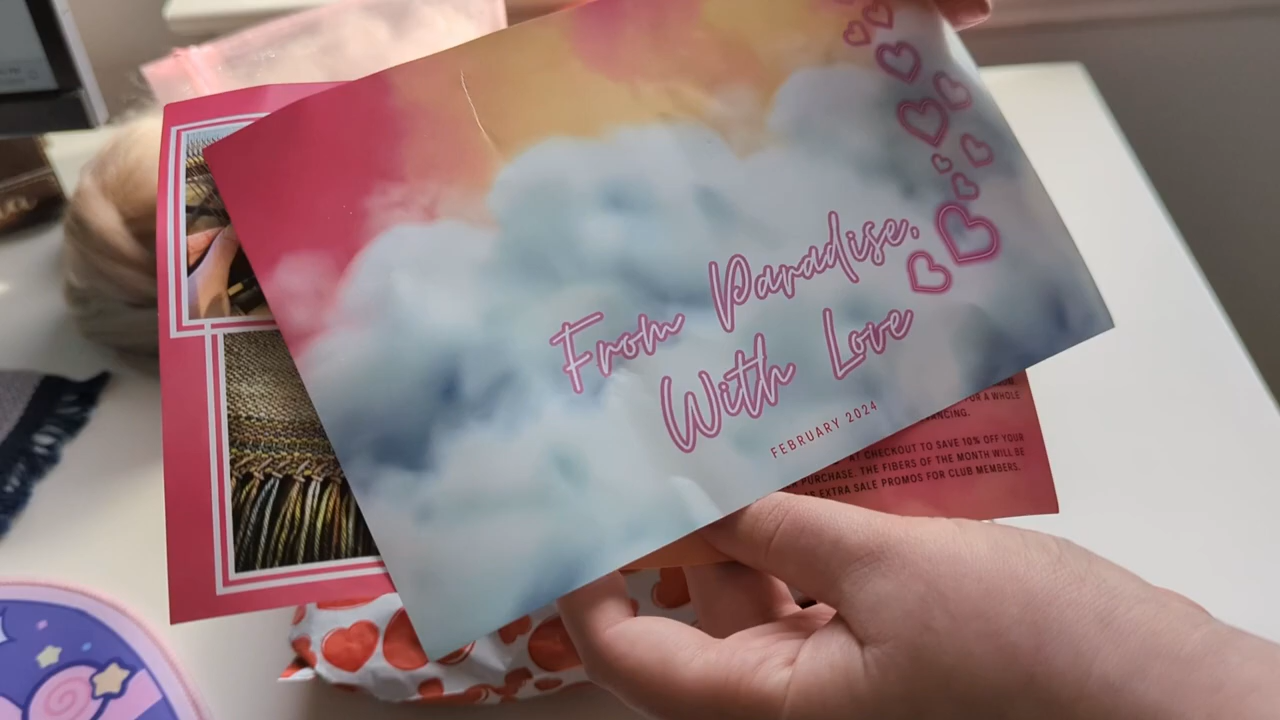 From Paradise,
With Love
FEBRUARY 2024
FOR A WHOLE
AT CHECKOUT TO SAVE 10% OFF YOUR
PURCHASE. THE FIBERS OF THE MONTH WILL BE
EXTRA SALE PROMOS FOR CLUB MEMBERS.